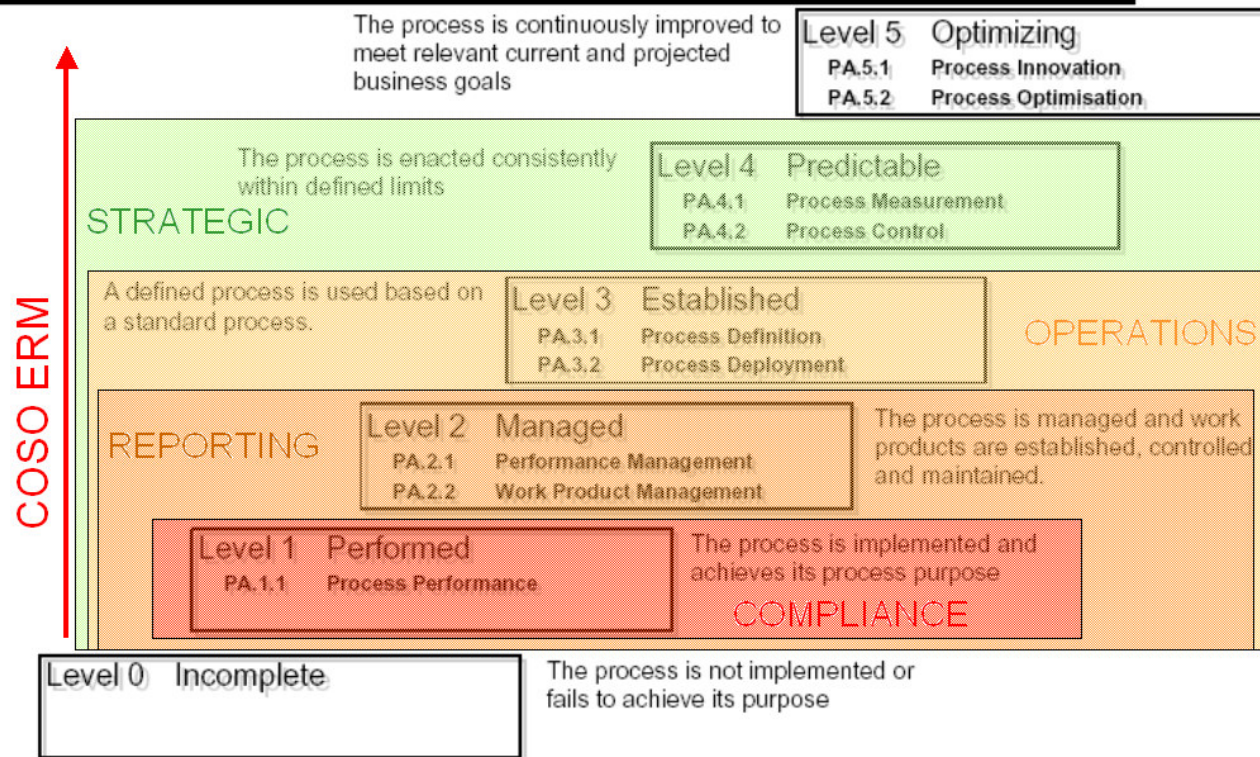 The process is continuously improved to
meet relevant current and projected
business goals
Level 5 Optimizing
PA.5.1 Process Innovation
PA.5.2 Process Optimisation
The process is enacted consistently
within defined limits
Level 4 Predictable
PA.4.1 Process Measurement
PA.4.2 Process Control
STRATEGIC
A defined process is used based on
a standard process.
Level 3 Established
PA.3.1 Process Definition
PA.3.2 Process Deployment
OPERATIONS
COSO ERM
REPORTING
Level 2 Managed
PA.2.1 Performance Management
PA.2.2 Work Product Management
The process is managed and work
products are established, controlled
and maintained.
Level 1 Performed
PA.1.1 Process Performance
The process is implemented and
achieves its process purpose
COMPLIANCE
Level 0 Incomplete
The process is not implemented or
fails to achieve its purpose